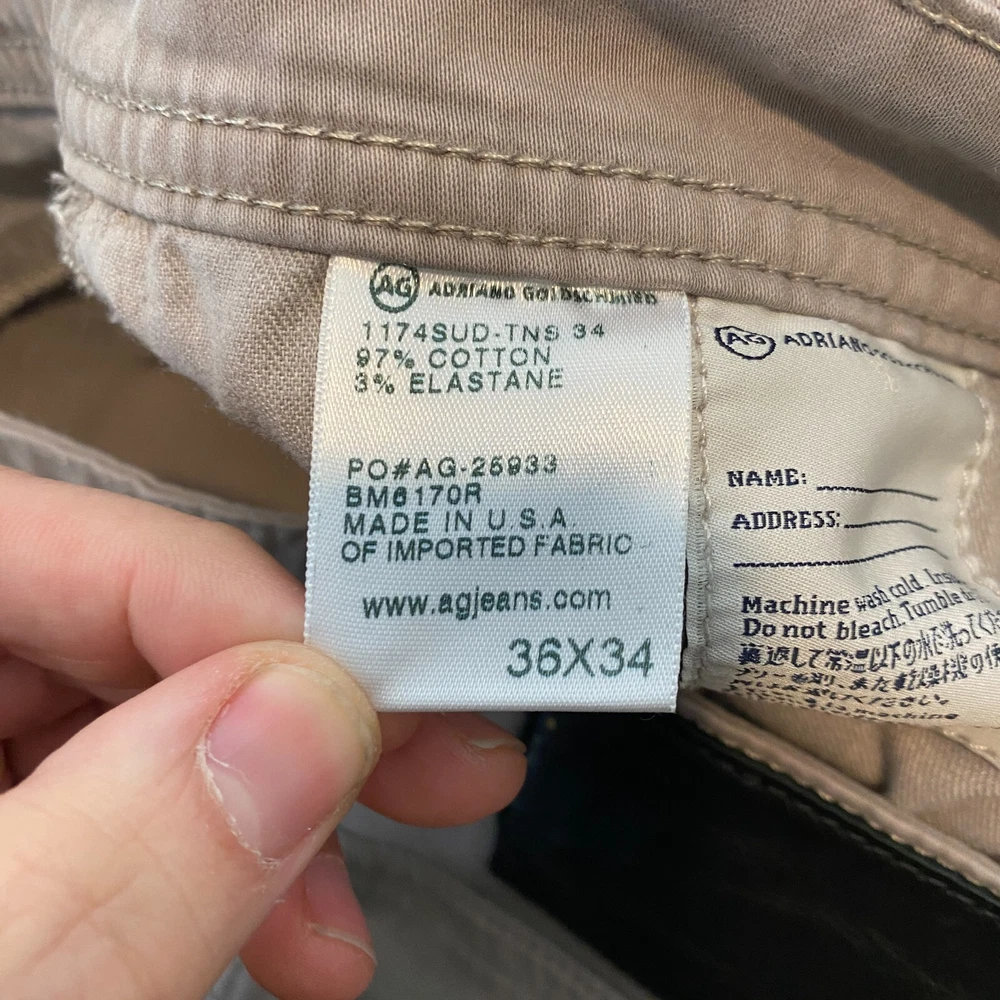 AG ADRIANO GOLDSCHMIED
1174SUD-TNS 34
97% COTTON
3% ELASTANE
PO#AG-25933
BM6170R
MADE IN U.S.A.
OF IMPORTED FABRIC
www.agjeans.com
36X34
AG ADRIANO
NAME:
ADDRESS:
Machine wash cold.
Do not bleach. Tumble